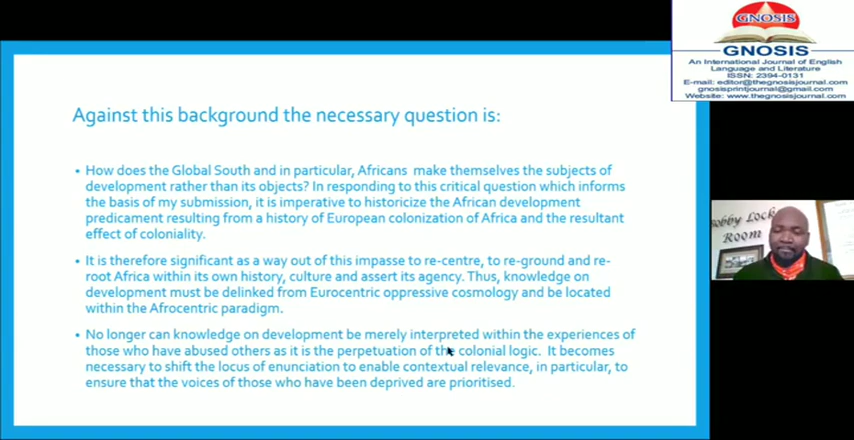 GNOSIS
GNOSIS
An International Journal of English
Language and Literature
ISSN: 2394-0131
E-mail: editor@thegnosisjournal.com
gnosisprintjournal@gmail.com
Website: www.thegnosisjournal.com
Against this background the necessary question is:
• How does the Global South and in particular, Africans make themselves the subjects of
development rather than its objects? In responding to this critical question which informs
the basis of my submission, it is imperative to historicize the African development
predicament resulting from a history of European colonization of Africa and the resultant
effect of coloniality.
• It is therefore significant as a way out of this impasse to re-centre, to re-ground and re-
root Africa within its own history, culture and assert its agency. Thus, knowledge on
development must be delinked from Eurocentric oppressive cosmology and be located
within the Afrocentric paradigm.
• No longer can knowledge on development be merely interpreted within the experiences of
those who have abused others as it is the perpetuation of the colonial logic. It becomes
necessary to shift the locus of enunciation to enable contextual relevance, in particular, to
ensure that the voices of those who have been deprived are prioritised.
obby Lock
Room